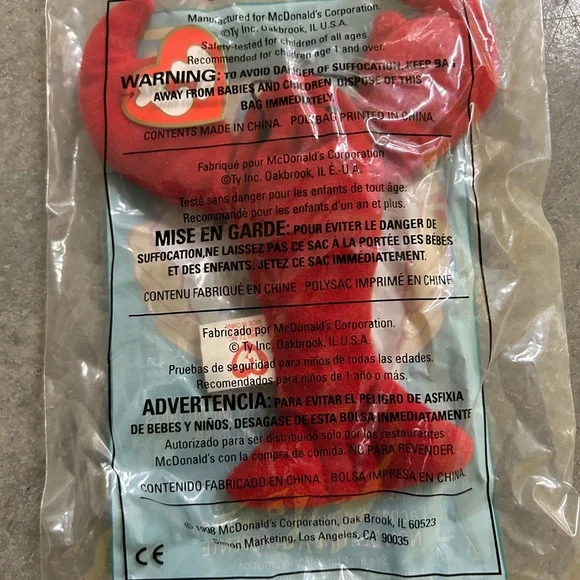 Manufactured for McDonald's Corporation.
©Ty Inc. Oakbrook, IL U.S.A.
Safety-tested for children of all ages.
Recommended for children age 1 and over.
WARNING: TO AVOID DANGER OF SUFFOCATION, KEEP BAG
AWAY FROM BABIES AND CHILDREN. DISPOSE OF THIS
BAG IMMEDIATELY.
CONTENTS MADE IN CHINA. POLYBAG PRINTED IN CHINA.
Fabriqué pour McDonald's Corporation
©Ty Inc. Oakbrook, IL É.-U.A.
Testé sans danger pour les enfants de tout âge.
Recommandé pour les enfants d'un an et plus.
MISE EN GARDE: POUR ÉVITER LE DANGER DE
SUFFOCATION,NE LAISSEZ PAS CE SAC À LA PORTÉE DES BÉBÉS
ET DES ENFANTS. JETEZ CE SAC IMMÉDIATEMENT.
CONTENU FABRIQUÉ EN CHINE POLYSAC IMPRIMÉ EN CHINE
Fabricado por McDonald's Corporation.
© Ty Inc. Oakbrook, IL U.S.A.
Pruebas de seguridad para niños de todas las edades.
Recomendados para niños de 1 año o más.
ADVERTENCIA: PARA EVITAR EL PELIGRO DE ASFIXIA
DE BEBES Y NIÑOS, DESAGASE DE ESTA BOLSA INMEDIATAMENTE
Autorizado para ser distribuido solo por los restaurantes
McDonald's con la compra de comida. NO PARA REVENDER.
CONTENIDO FABRICADO EN CHINA. BOLSA IMPRESA EN CHINA.
© 1998 McDonald's Corporation, Oak Brook, IL 60523
Simon Marketing, Los Angeles, CA 90035
CE